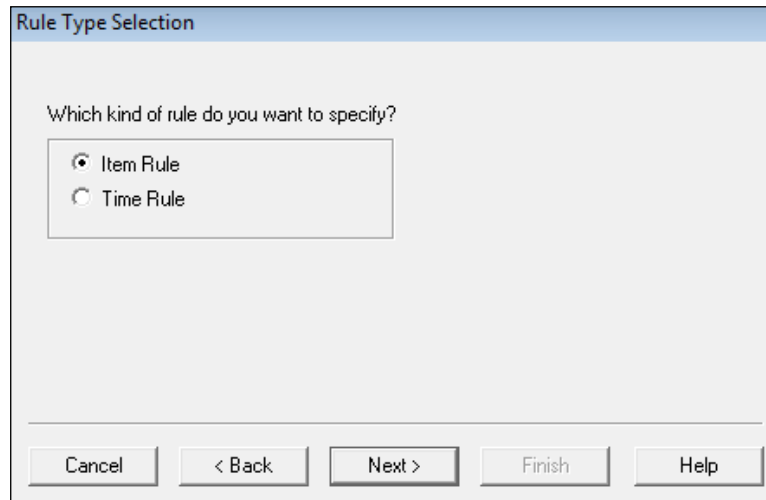 Rule Type Selection
Which kind of rule do you want to specify?
Item Rule
Time Rule
Cancel
< Back
Next >
Finish
Help